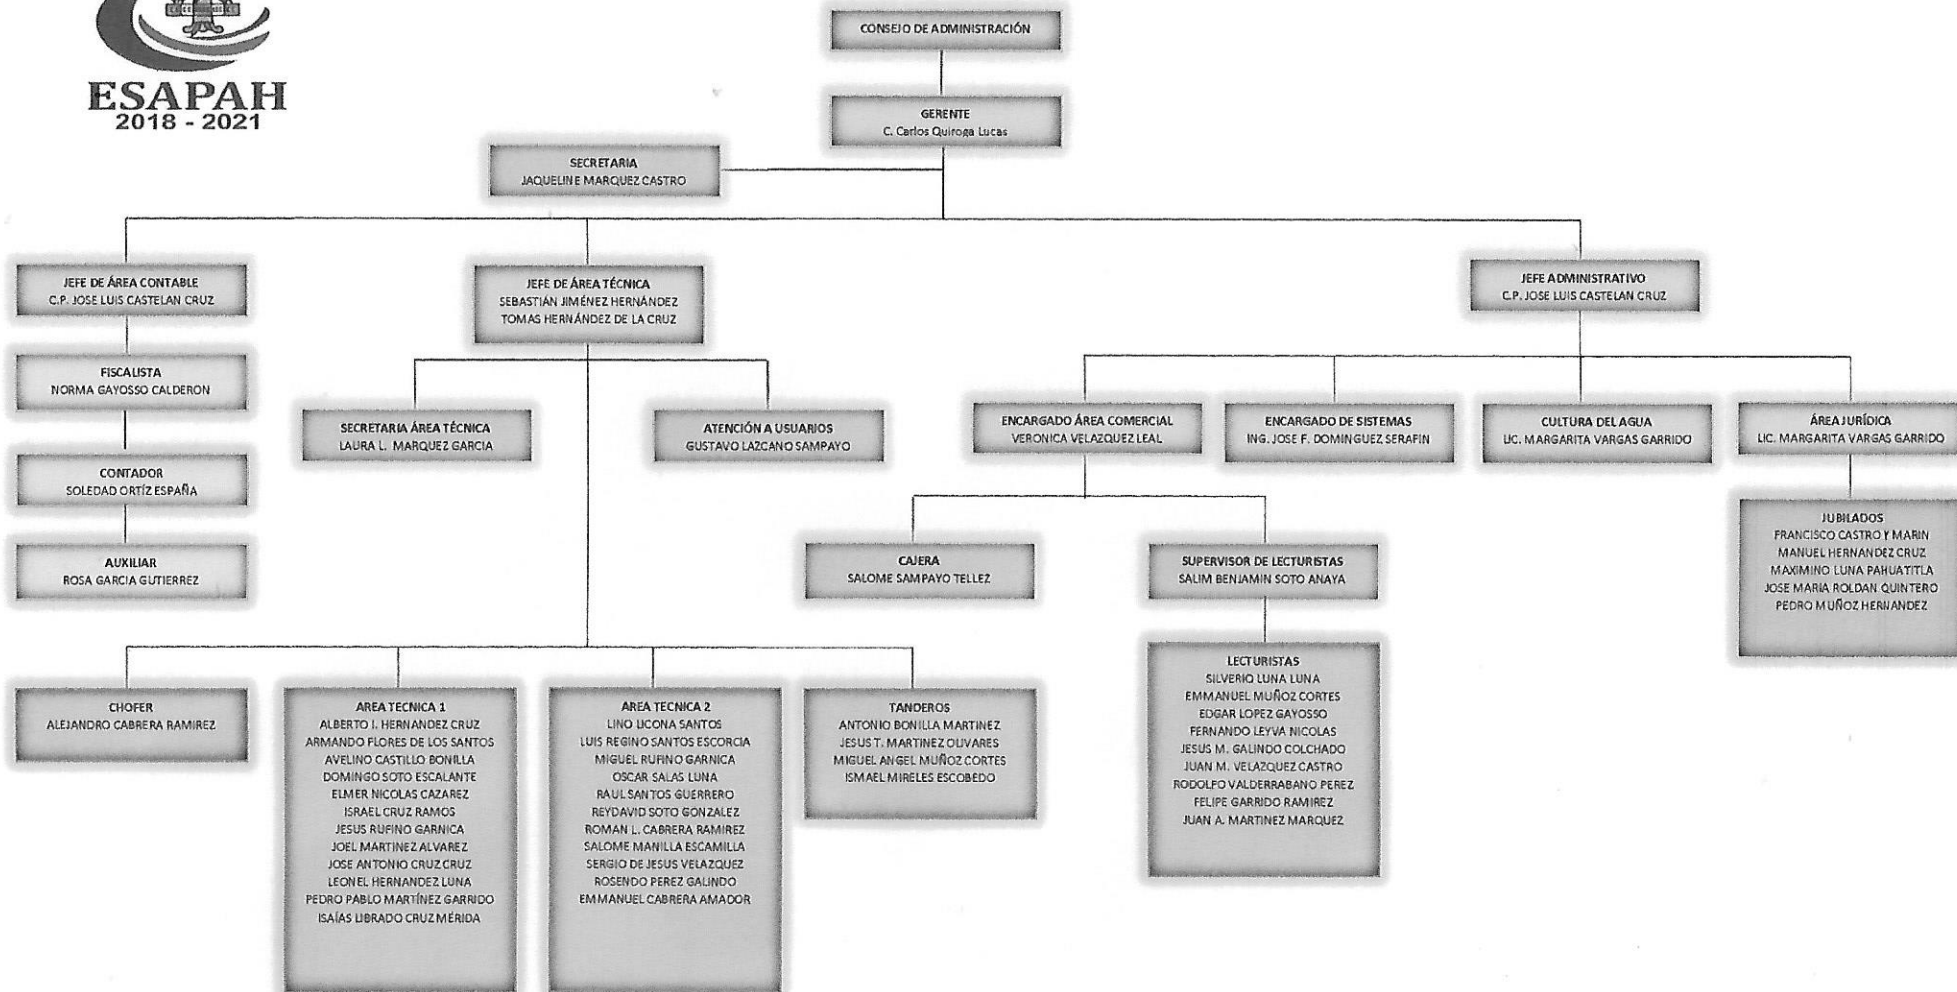 ESAPAH
2018 - 2021
CONSEJO DE ADMINISTRACIÓN
GERENTE
C. Carlos Quiroga Lucas
SECRETARIA
JAQUELINE MARQUEZ CASTRO
JEFE DE ÁREA CONTABLE
C.P. JOSE LUIS CASTELAN CRUZ
FISCALISTA
NORMA GAYOSSO CALDERON
CONTADOR
SOLEDAD ORTÍZ ESPAÑA
AUXILIAR
ROSA GARCIA GUTIERREZ
JEFE DE ÁREA TÉCNICA
SEBASTIÁN JIMÉNEZ HERNÁNDEZ
TOMAS HERNÁNDEZ DE LA CRUZ
SECRETARIA ÁREA TÉCNICA
LAURA L. MARQUEZ GARCIA
ATENCIÓN A USUARIOS
GUSTAVO LAZCANO SAMPAYO
CHOFER
ALEJANDRO CABRERA RAMIREZ
AREA TECNICA 1
ALBERTO I. HERNANDEZ CRUZ
ARMANDO FLORES DE LOS SANTOS
AVELINO CASTILLO BONILLA
DOMINGO SOTO ESCALANTE
ELMER NICOLAS CAZAREZ
ISRAEL CRUZ RAMOS
JESUS RUFINO GARNICA
JOEL MARTINEZ ALVAREZ
JOSE ANTONIO CRUZ CRUZ
LEONEL HERNANDEZ LUNA
PEDRO PABLO MARTÍNEZ GARRIDO
ISAÍAS LIBRADO CRUZ MÉRIDA
AREA TECNICA 2
LINO LICONA SANTOS
LUIS REGINO SANTOS ESCORCIA
MIGUEL RUFINO GARNICA
OSCAR SALAS LUNA
RAUL SANTOS GUERRERO
REYDAVID SOTO GONZALEZ
ROMAN L. CABRERA RAMIREZ
SALOME MANILLA ESCAMILLA
SERGIO DE JESUS VELAZQUEZ
ROSENDO PEREZ GALINDO
EMMANUEL CABRERA AMADOR
TANDEROS
ANTONIO BONILLA MARTINEZ
JESUS T. MARTINEZ OLIVARES
MIGUEL ANGEL MUÑOZ CORTES
ISMAEL MIRELES ESCOBEDO
JEFE ADMINISTRATIVO
C.P. JOSE LUIS CASTELAN CRUZ
ENCARGADO ÁREA COMERCIAL
VERONICA VELAZQUEZ LEAL
CAJERA
SALOME SAMPAYO TELLEZ
SUPERVISOR DE LECTURISTAS
SALIM BENJAMIN SOTO ANAYA
LECTURISTAS
SILVERIO LUNA LUNA
EMMANUEL MUÑOZ CORTES
EDGAR LOPEZ GAYOSSO
FERNANDO LEYVA NICOLAS
JESUS M. GALINDO COLCHADO
JUAN M. VELAZQUEZ CASTRO
RODOLFO VALDERRABANO PEREZ
FELIPE GARRIDO RAMIREZ
JUAN A. MARTINEZ MARQUEZ
ENCARGADO DE SISTEMAS
ING. JOSE F. DOMINGUEZ SERAFIN
CULTURA DEL AGUA
LIC. MARGARITA VARGAS GARRIDO
ÁREA JURÍDICA
LIC. MARGARITA VARGAS GARRIDO
JUBILADOS
FRANCISCO CASTRO Y MARIN
MANUEL HERNANDEZ CRUZ
MAXIMINO LUNA PAHUATITLA
JOSE MARIA ROLDAN QUINTERO
PEDRO MUÑOZ HERNANDEZ